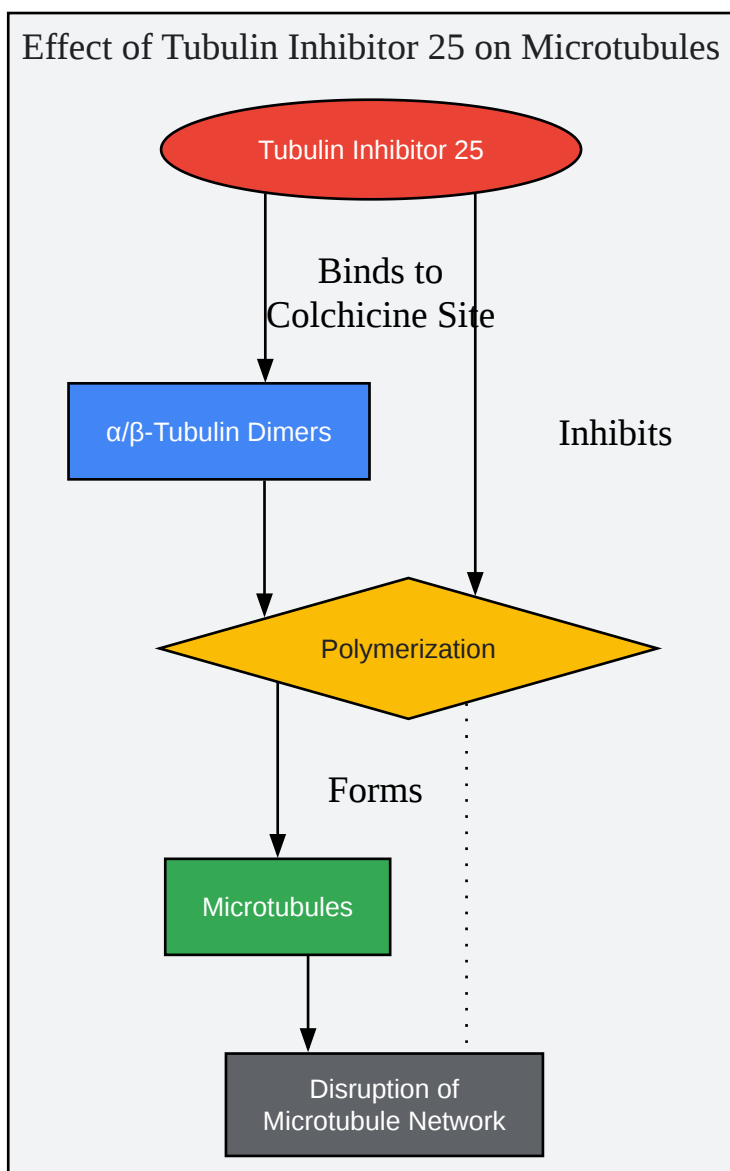 Effect of Tubulin Inhibitor 25 on Microtubules
Tubulin Inhibitor 25
Binds to
Colchicine Site
α/β-Tubulin Dimers
Inhibits
Polymerization
Forms
Microtubules
Disruption of
Microtubule Network